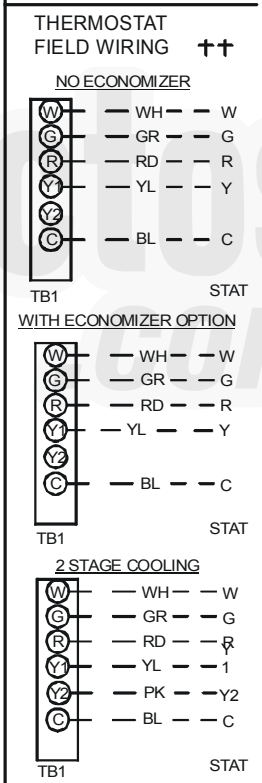 THERMOSTAT
FIELD WIRING ††
NO ECONOMIZER
W WH W
G GR G
R RD R
Y1 YL Y
Y2
C BL C
TB1 STAT
WITH ECONOMIZER OPTION
W WH W
G GR G
R RD R
Y1 YL Y
Y2
C BL C
TB1 STAT
2 STAGE COOLING
W WH W
G GR G
R RD R
Y1 YL Y1
Y2 PK Y2
C BL C
TB1 STAT